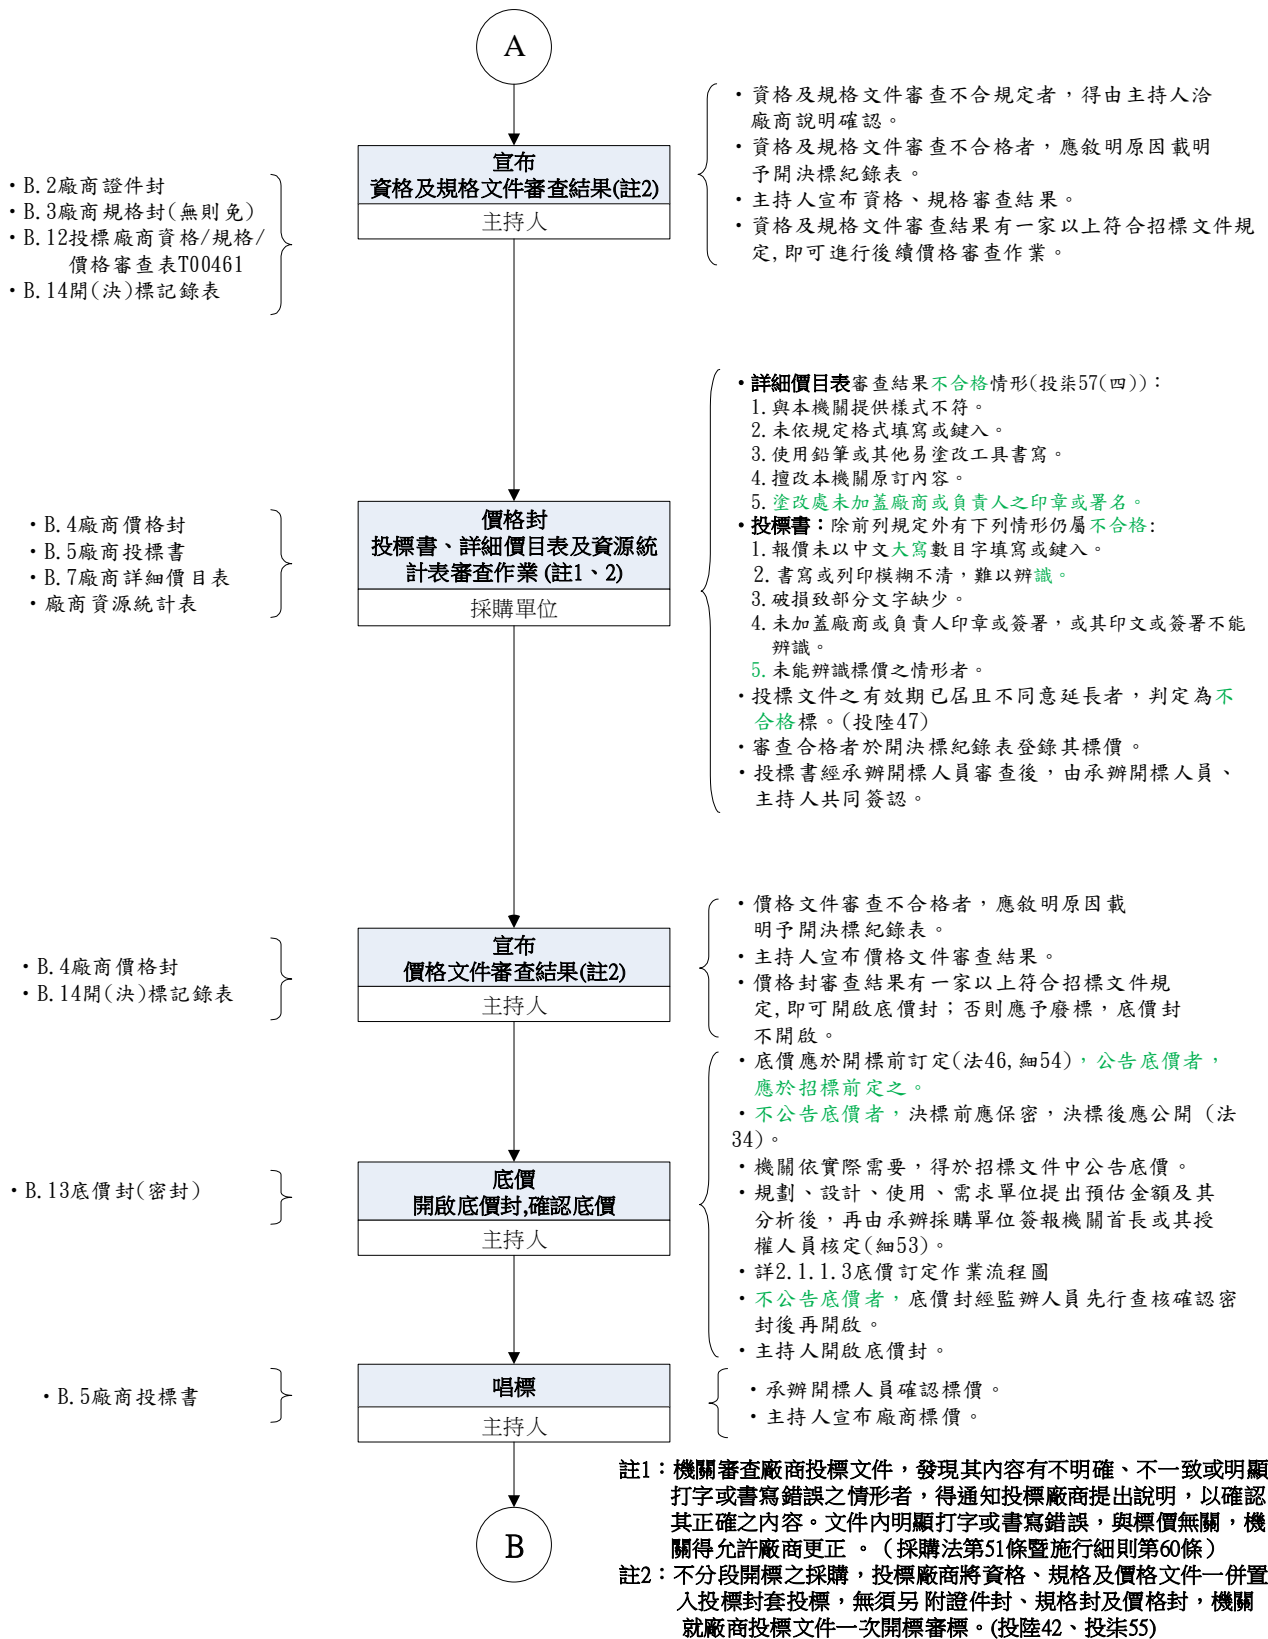 A
・資格及規格文件審查不合規定者，得由主持人洽
廠商說明確認。
・資格及規格文件審查不合格者，應敘明原因載明
予開決標紀錄表。
・主持人宣布資格、規格審查結果。
・資格及規格文件審查結果有一家以上符合招標文件規
定,即可進行後續價格審查作業。
宣布
資格及規格文件審查結果(註2)
主持人
・B.2廠商證件封
・B.3廠商規格封(無則免)
・B.12投標廠商資格/規格/
價格審查表T00461
・B.14開(決)標記錄表
・詳細價目表審查結果不合格情形(投柒57(四))：
1.與本機關提供樣式不符。
2.未依規定格式填寫或鍵入。
3.使用鉛筆或其他易塗改工具書寫。
4.擅改本機關原訂內容。
5.塗改處未加蓋廠商或負責人之印章或署名。
・投標書：除前列規定外有下列情形仍屬不合格:
1.報價未以中文大寫數目字填寫或鍵入。
2.書寫或列印模糊不清，難以辨識。
3.破損致部分文字缺少。
4.未加蓋廠商或負責人印章或簽署，或其印文或簽署不能
辨識。
5.未能辨識標價之情形者。
・投標文件之有效期已屆且不同意延長者，判定為不
合格標。(投陸47)
・審查合格者於開決標紀錄表登錄其標價。
・投標書經承辦開標人員審查後，由承辦開標人員、
主持人共同簽認。
價格封
投標書、詳細價目表及資源統
計表審查作業(註1、2)
採購單位
・B.4廠商價格封
・B.5廠商投標書
・B.7廠商詳細價目表
・廠商資源統計表
・價格文件審查不合格者，應敘明原因載
明予開決標紀錄表。
・主持人宣布價格文件審查結果。
・價格封審查結果有一家以上符合招標文件規
定,即可開啟底價封；否則應予廢標，底價封
不開啟。
宣布
價格文件審查結果(註2)
主持人
・B.4廠商價格封
・B.14開(決)標記錄表
・底價應於開標前訂定(法46,細54)，公告底價者，
應於招標前定之。
・不公告底價者，決標前應保密，決標後應公開 (法
34)。
・機關依實際需要，得於招標文件中公告底價。
・規劃、設計、使用、需求單位提出預估金額及其
分析後，再由承辦採購單位簽報機關首長或其授
權人員核定(細53)。
・詳2.1.1.3底價訂定作業流程圖
・不公告底價者，底價封經監辦人員先行查核確認密
封後再開啟。
・主持人開啟底價封。
底價
開啟底價封,確認底價
主持人
・B.13底價封(密封)
唱標
主持人
・B.5廠商投標書
・承辦開標人員確認標價。
・主持人宣布廠商標價。
B
註1：機關審查廠商投標文件，發現其內容有不明確、不一致或明顯
打字或書寫錯誤之情形者，得通知投標廠商提出說明，以確認
其正確之內容。文件內明顯打字或書寫錯誤，與標價無關，機
關得允許廠商更正 。（採購法第51條暨施行細則第60條）
註2：不分段開標之採購，投標廠商將資格、規格及價格文件一併置
入投標封套投標，無須另附證件封、規格封及價格封，機關
就廠商投標文件一次開標審標。(投陸42、投柒55)